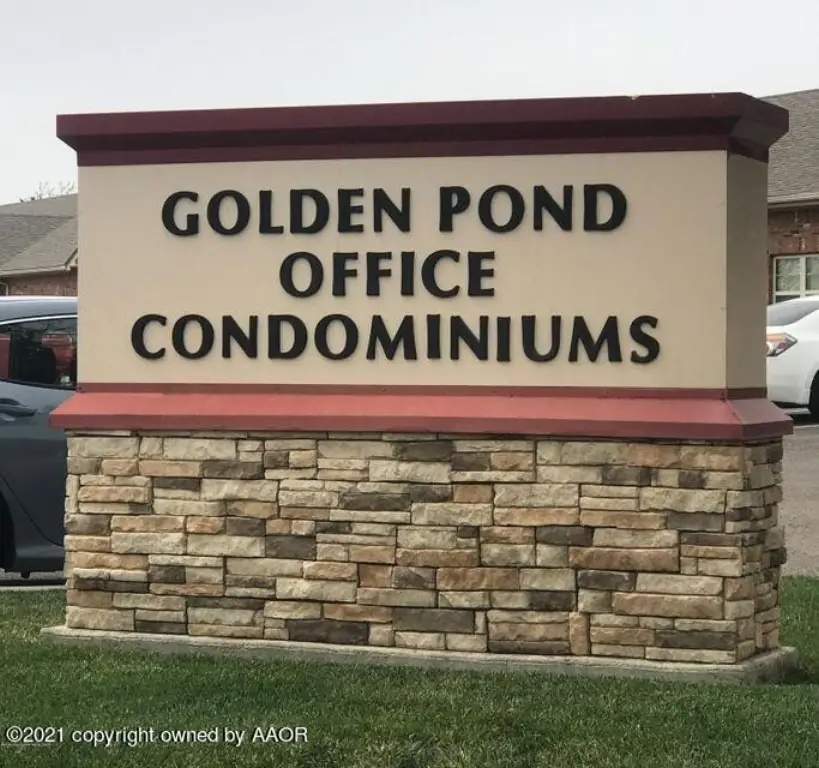 GOLDEN POND
OFFICE
CONDOMINIUMS
©2021 copyright owned by AAOR